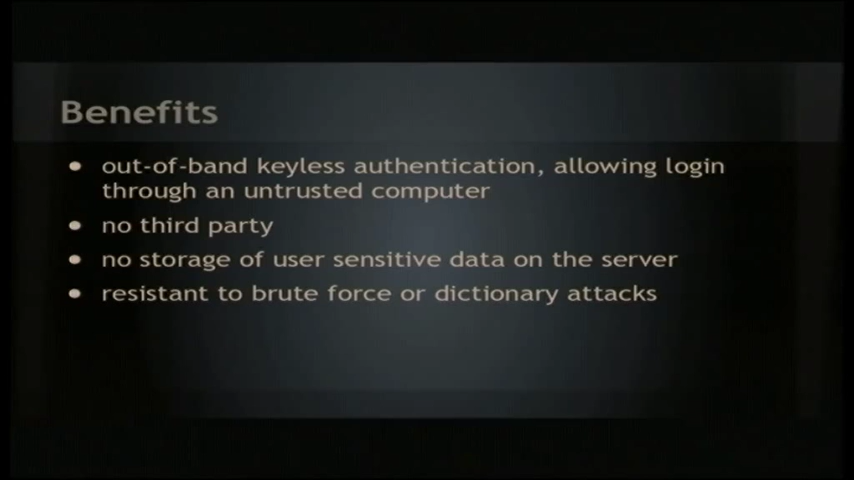 Benefits
• out-of-band keyless authentication, allowing login
through an untrusted computer
• no third party
• no storage of user sensitive data on the server
• resistant to brute force or dictionary attacks